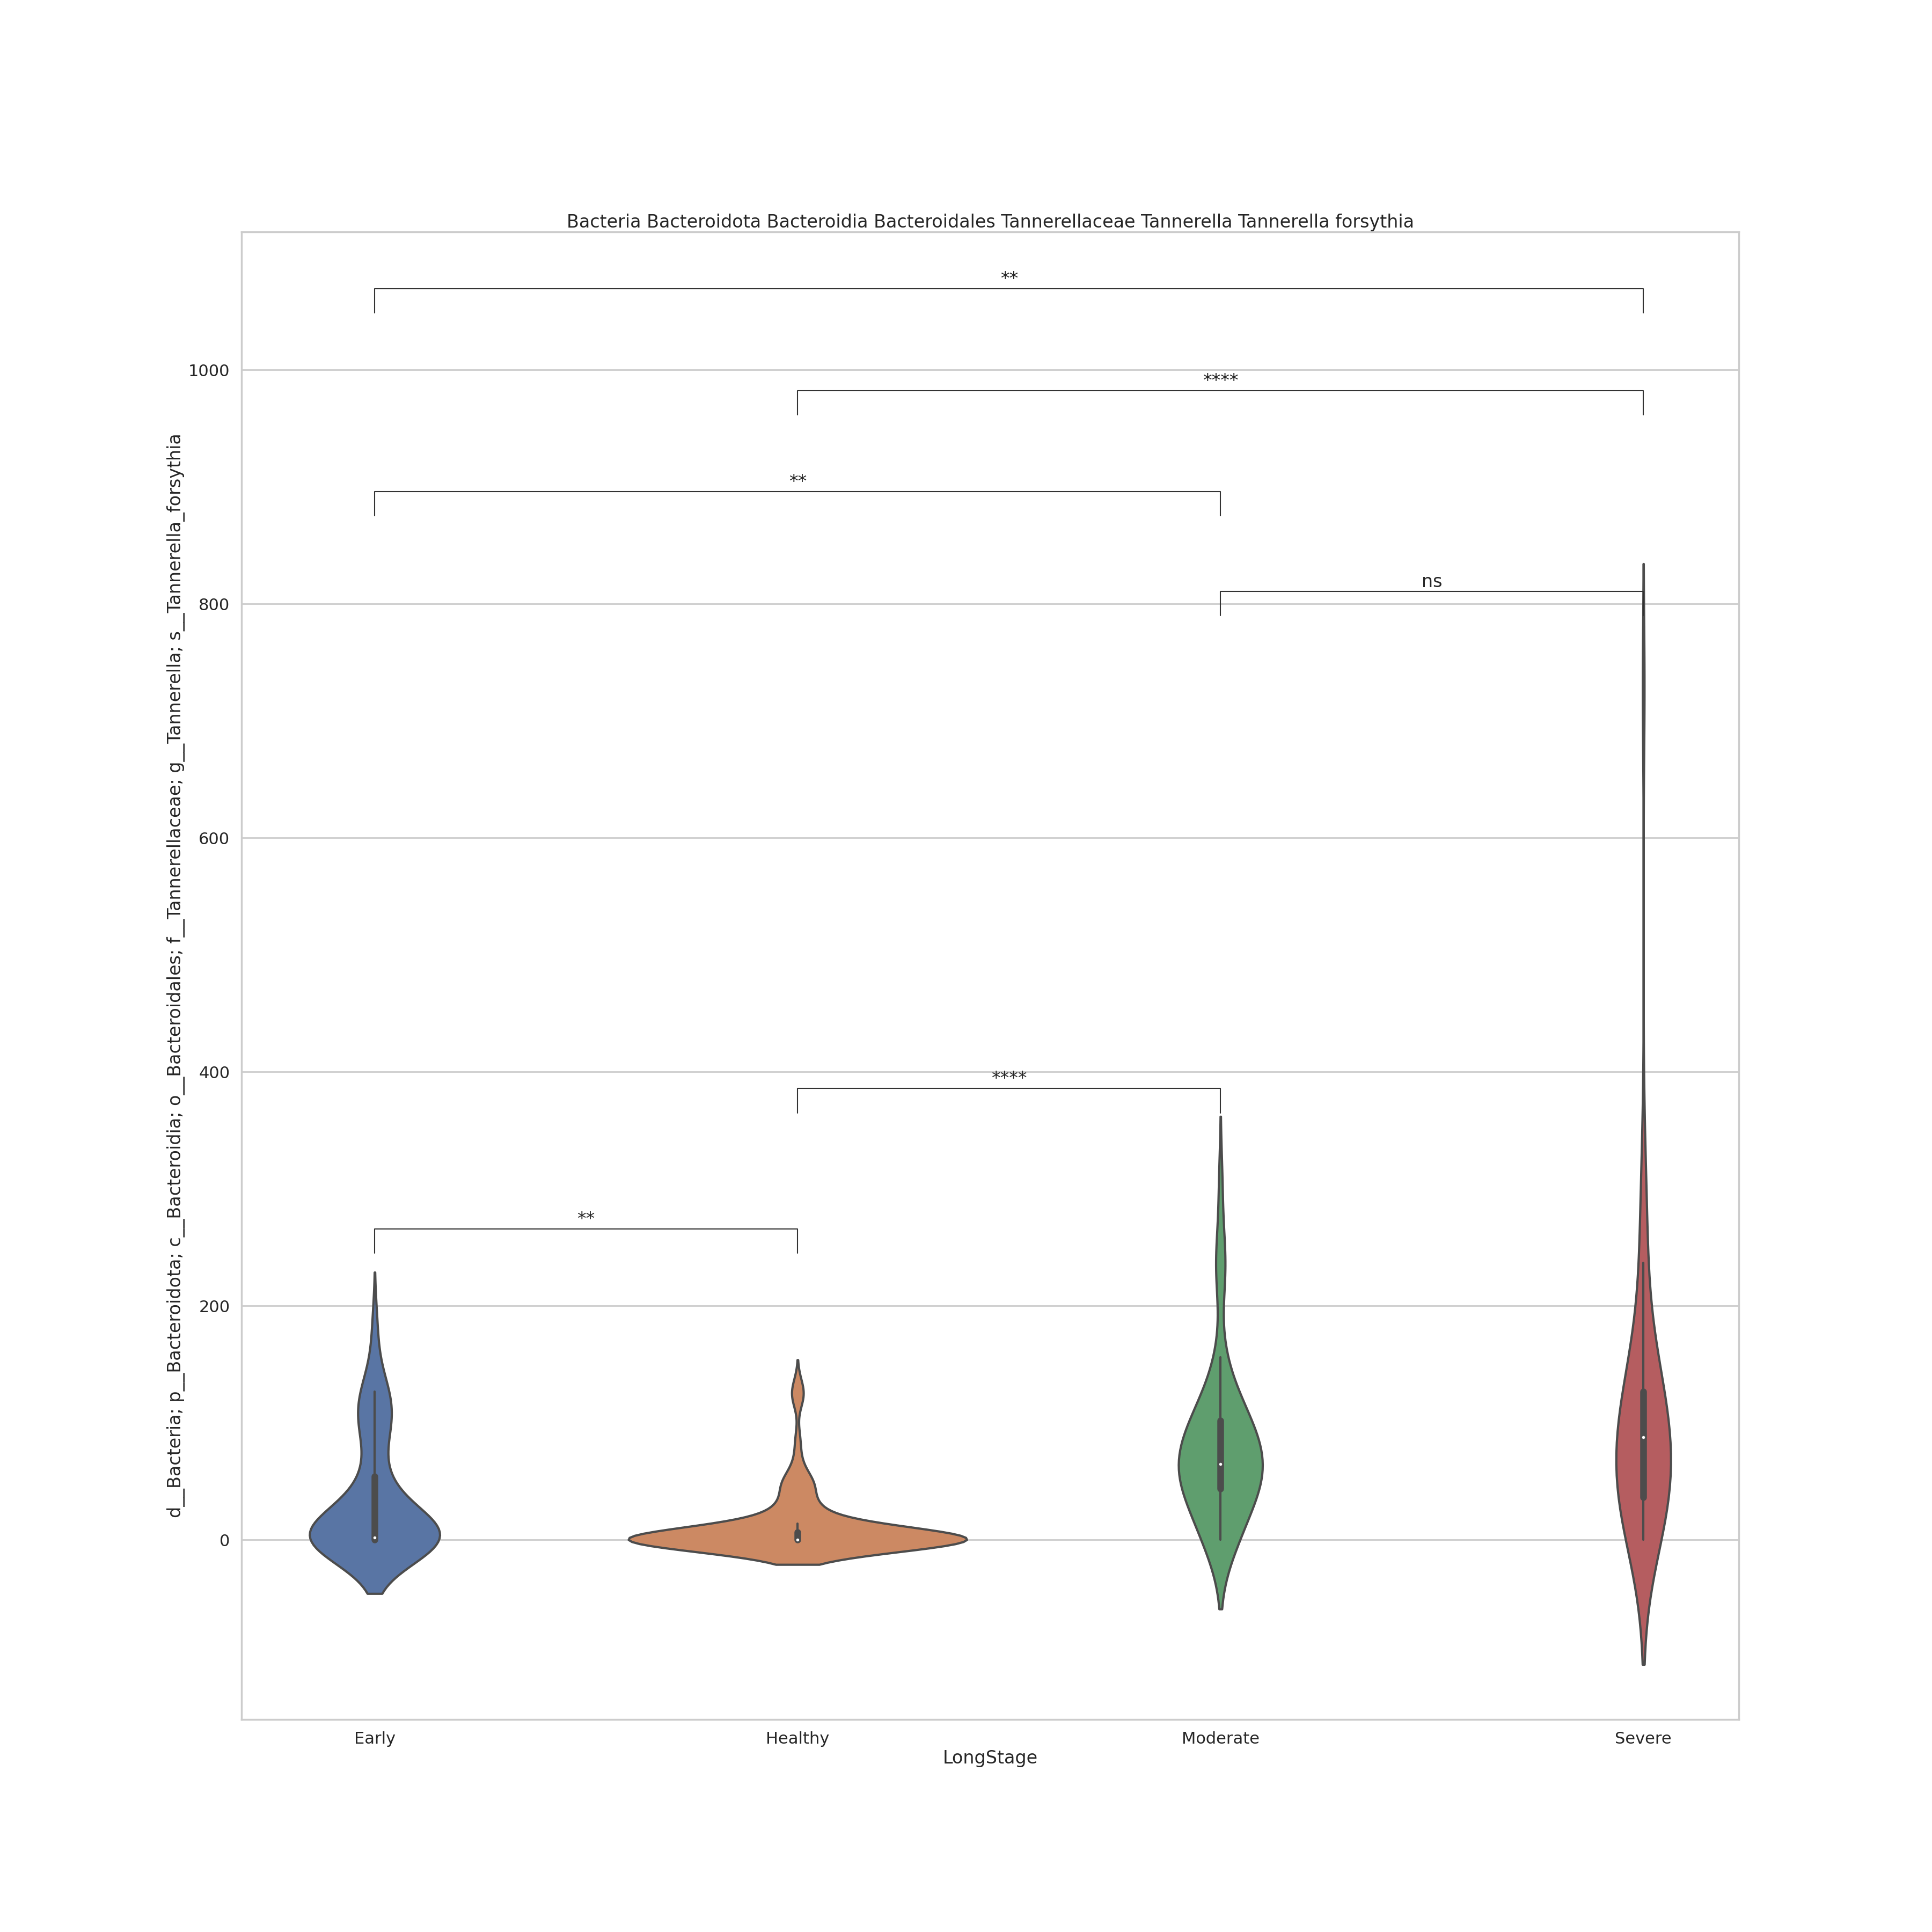 Bacteria Bacteroidota Bacteroidia Bacteroidales Tannerellaceae Tannerella Tannerella forsythia
**
1000
****
**
ns
800
600
400
****
**
200
0
d__Bacteria; p__Bacteroidota; c__Bacteroidia; o__Bacteroidales; f__Tannerellaceae; g__Tannerella; s__Tannerella_forsythia
Early Healthy Moderate Severe
LongStage